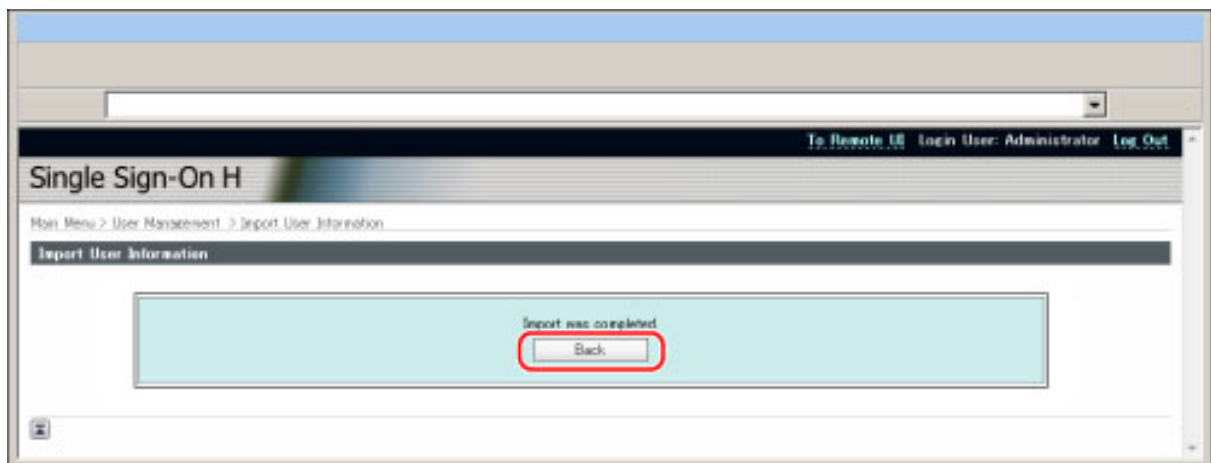 To Remote UI Login User: Administrator Log Out
Single Sign-On H
Main Menu > User Management > Import User Information
Import User Information
Import was completed.
Back